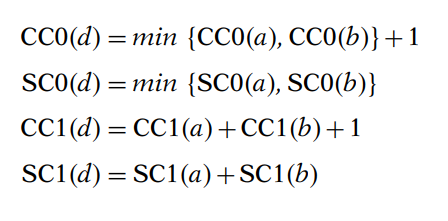 CC0(d) = min {CC0(a), CC0(b)} + 1
SC0(d) = min {SC0(a), SC0(b)}
CC1(d) = CC1(a) + CC1(b) + 1
SC1(d) = SC1(a) + SC1(b)